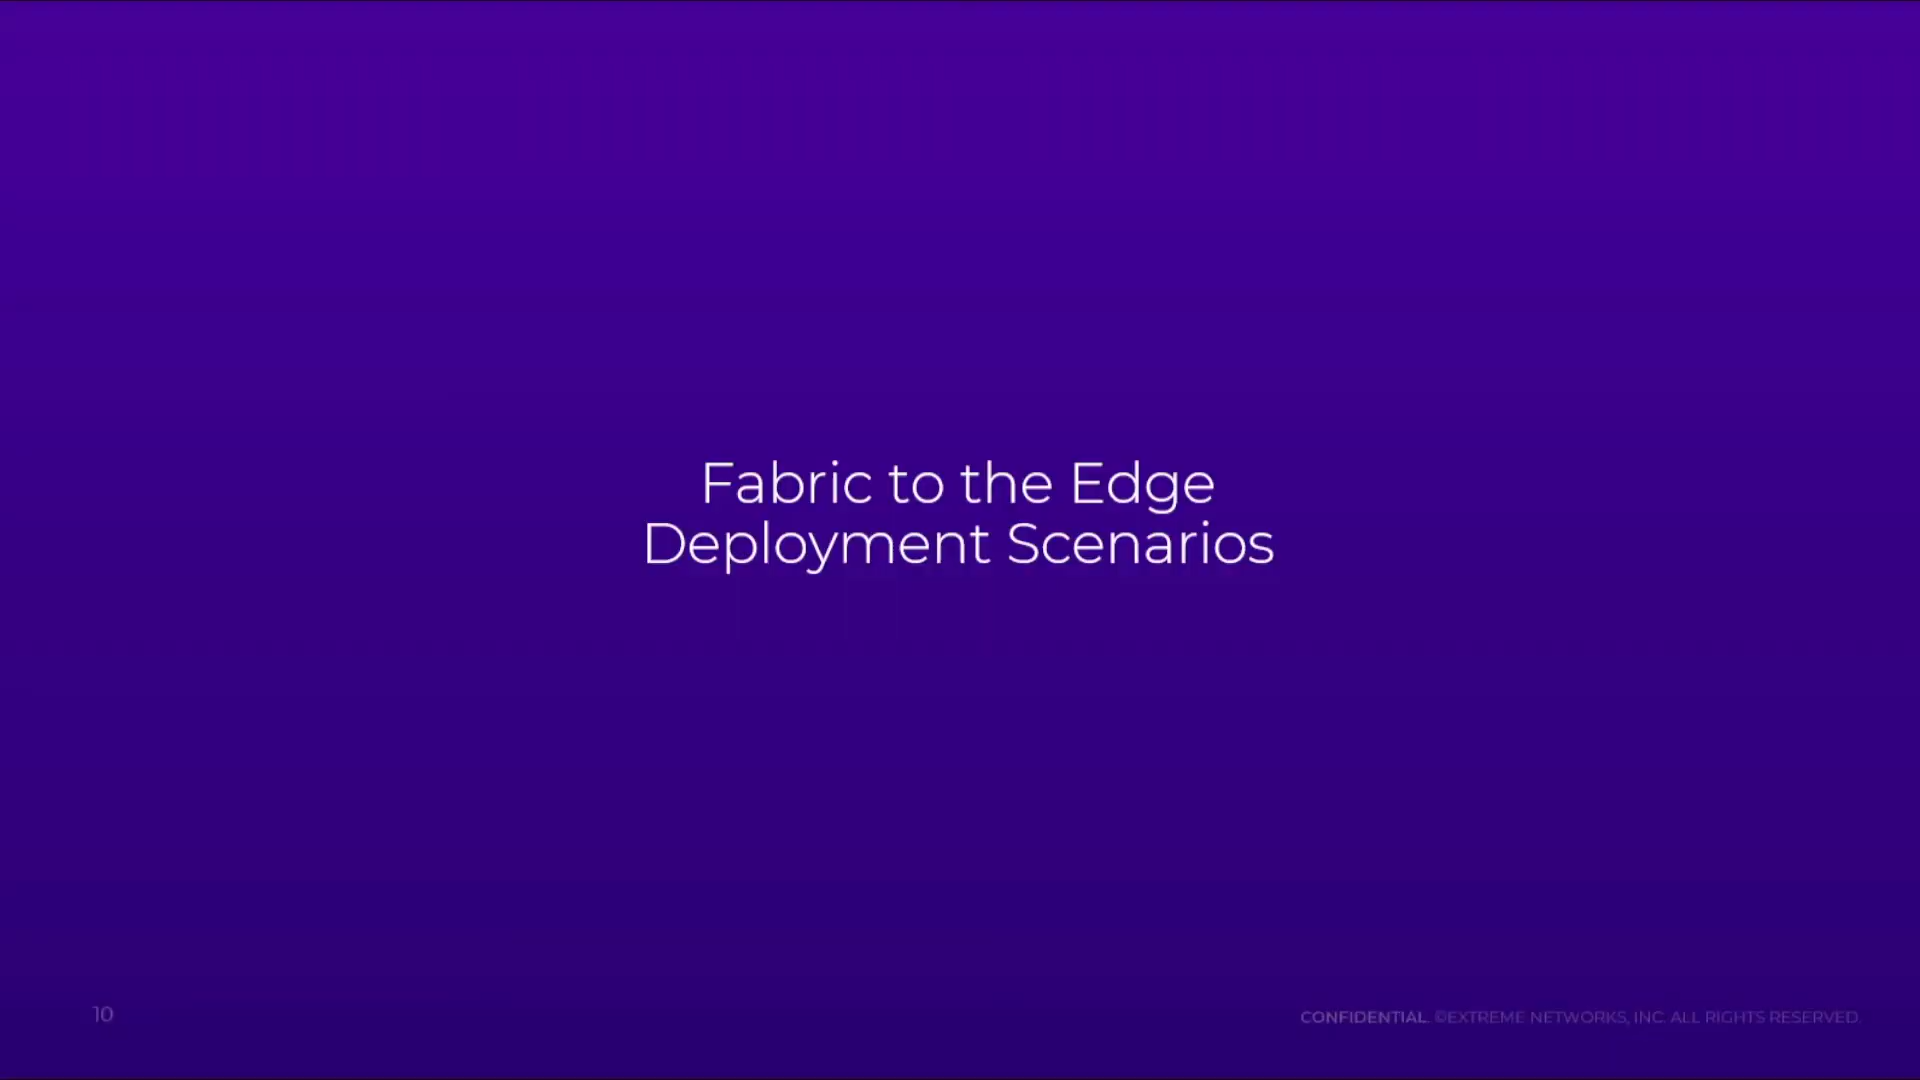 Fabric to the Edge
Deployment Scenarios
10
CONFIDENTIAL. ©EXTREME NETWORKS, INC. ALL RIGHTS RESERVED.